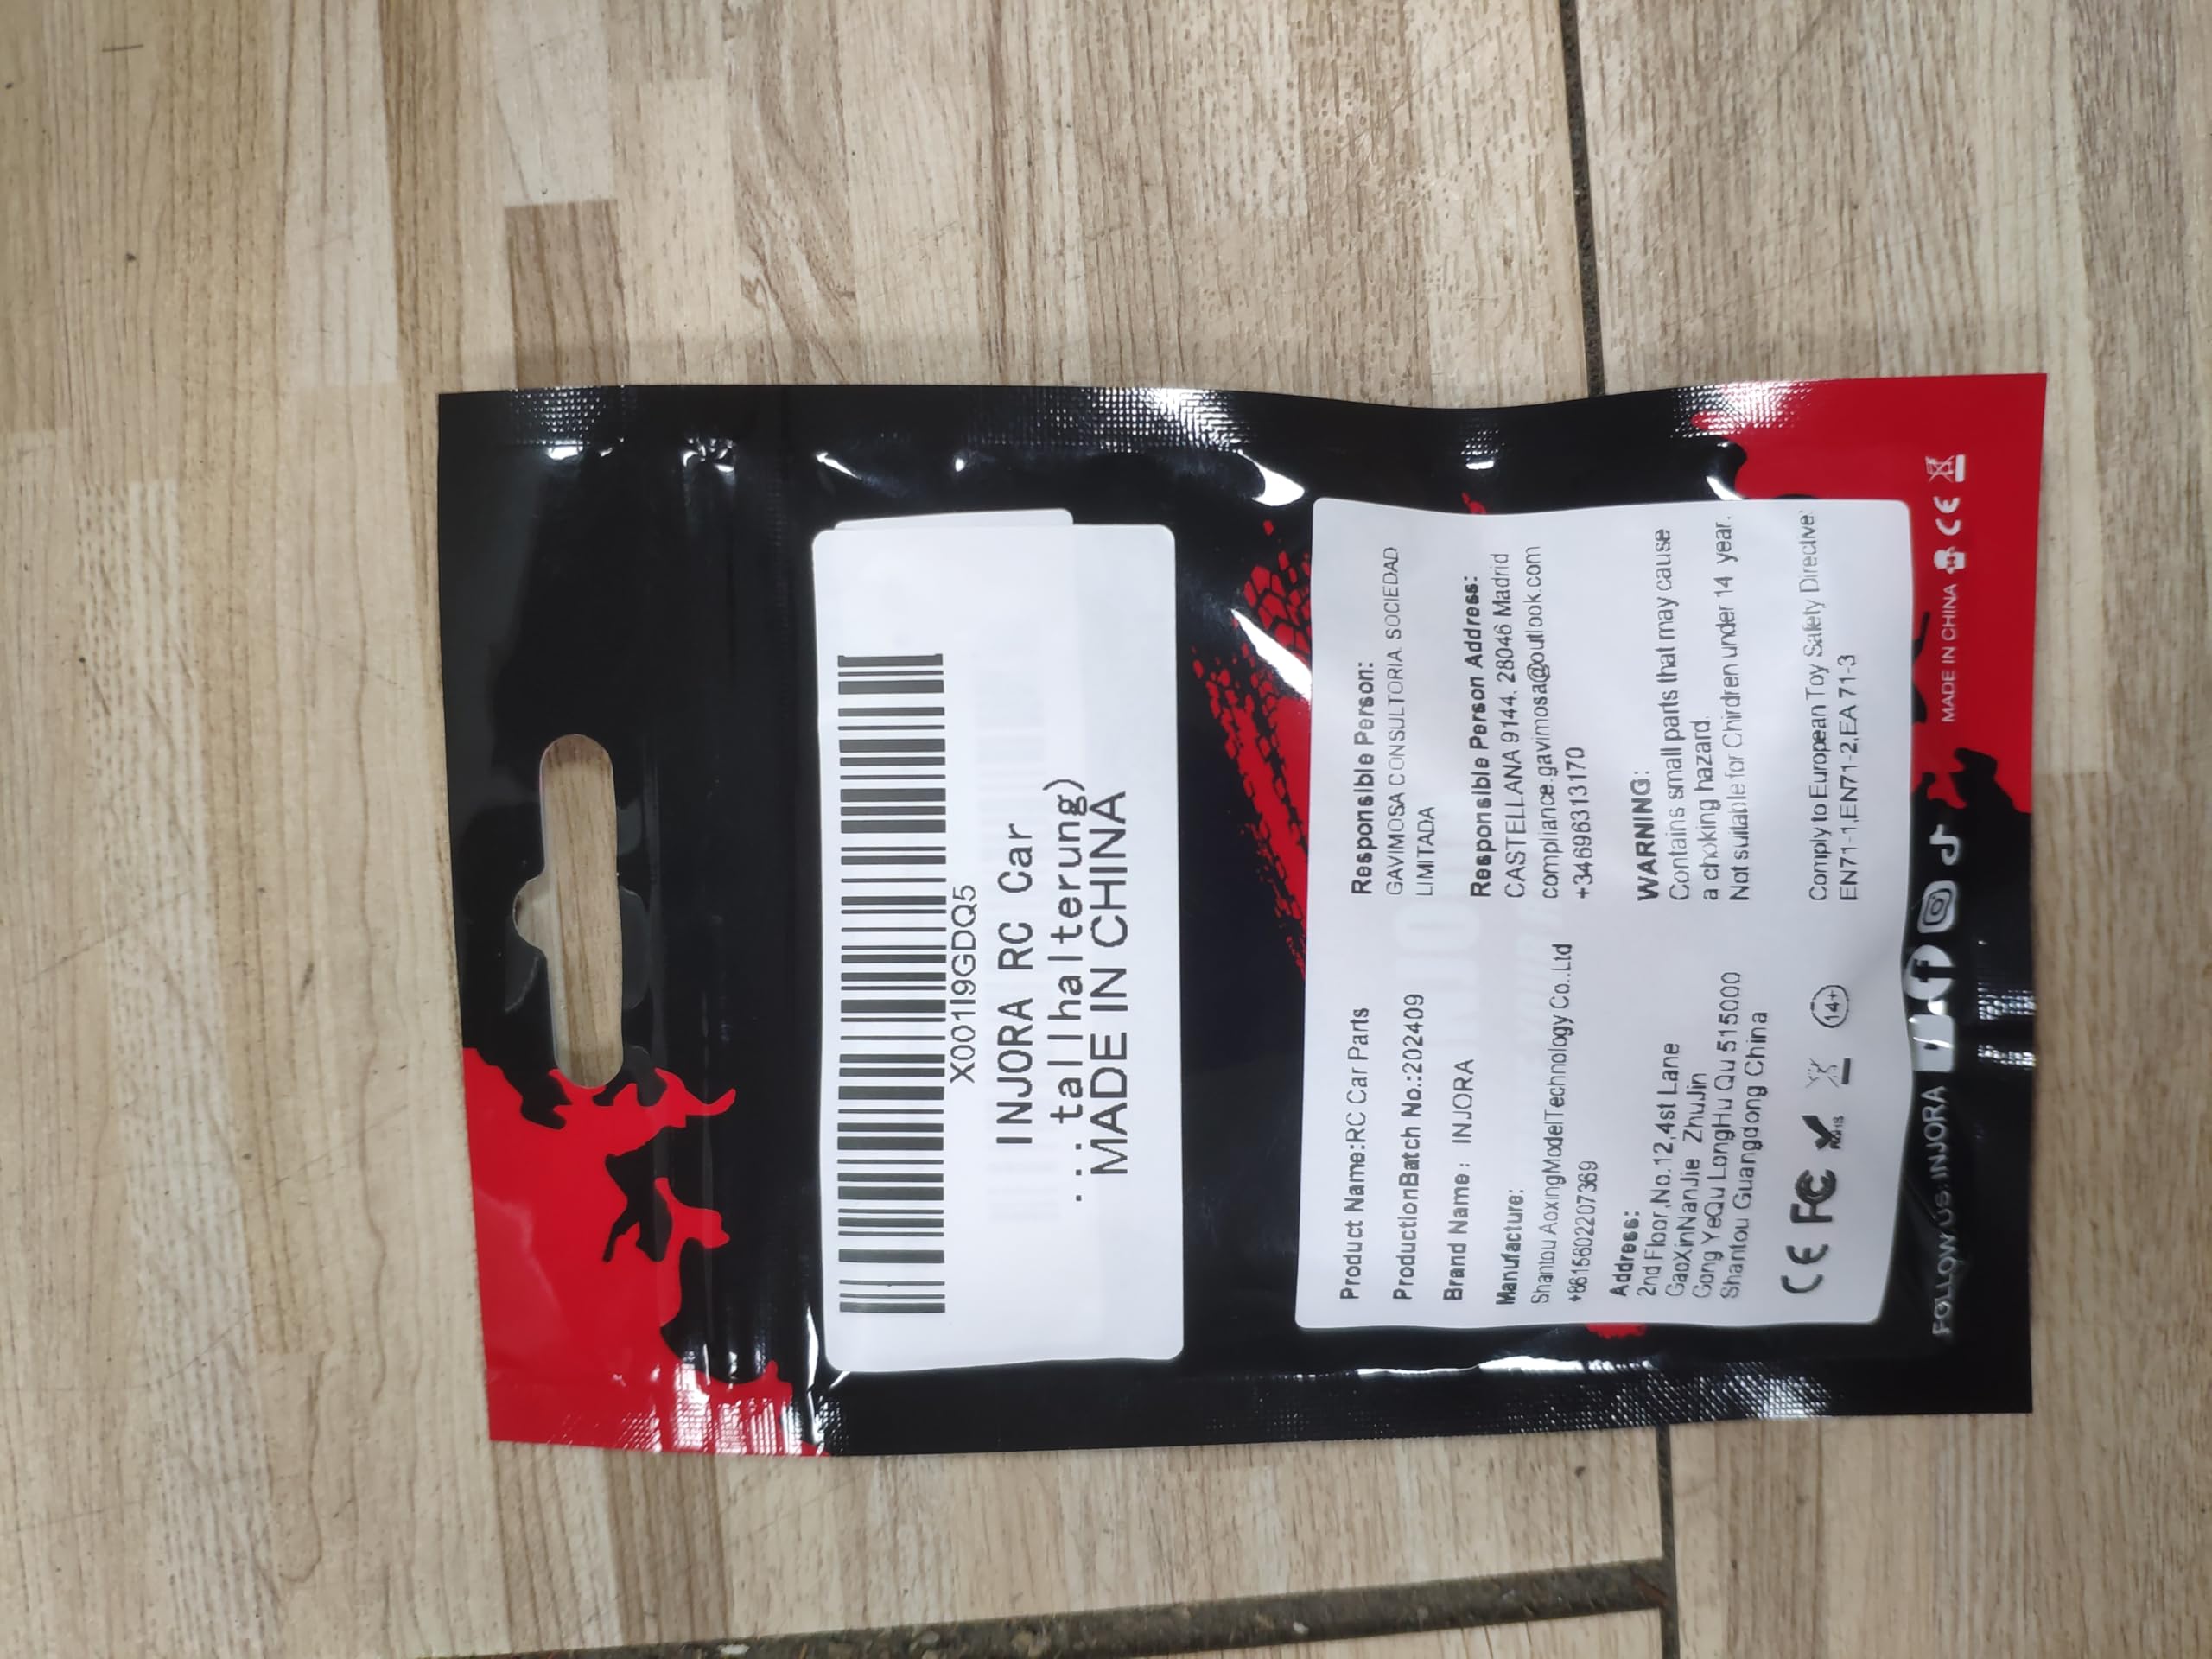 X001I9GDQ5
INJORA RC Car
...tallhalterung)
MADE IN CHINA
Product Name:RC Car Parts
ProductionBatch No.:202409
Brand Name: INJORA
Manufacture:
Shantou AoxingModelTechnology Co.,Ltd
+8615602207369
Address:
2nd Floor,No.12,4st Lane
GaoXinNanJie ZhuJin
Gong YeQu LongHu Qu 515000
Shantou Guangdong China
CE FC RoHS 14+
Responsible Person:
GAVIMOSA CONSULTORIA. SOCIEDAD
LIMITADA
Responsible Person Address:
CASTELLANA 9144. 28046 Madrid
compliance.gavimosa@outlook.com
+34696313170
WARNING:
Contains small parts that may cause
a choking hazard.
Not suitable for Chirdren under 14 year.
Comply to European Toy Safety Directive:
EN71-1,EN71-2,EA 71-3
FOLLOW US: INJORA
MADE IN CHINA CE